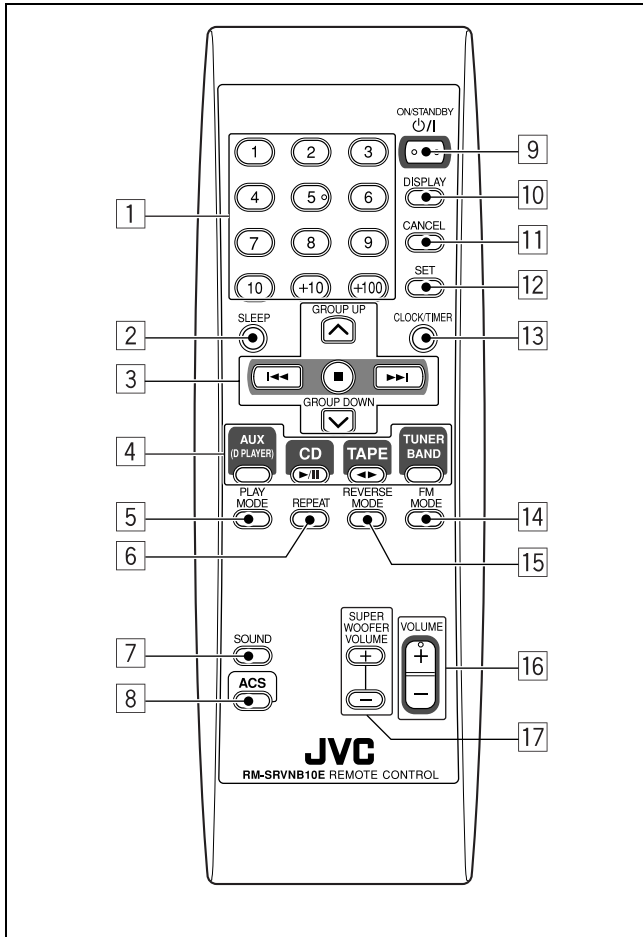 ON/STANDBY
⏻/I
1 2 3
9
DISPLAY
10
1
4 5 6
CANCEL
11
7 8 9
SET
12
10 +10 +100
SLEEP
GROUP UP
CLOCK/TIMER
2
13
3
GROUP DOWN
4
AUX
(D PLAYER)
CD
TAPE
TUNER
BAND
PLAY
MODE
REPEAT
REVERSE
MODE
FM
MODE
5
14
6
15
SUPER
WOOFER
VOLUME
VOLUME
SOUND
7
+
+
16
ACS
8
–
–
17
JVC
RM-SRVNB10E REMOTE CONTROL